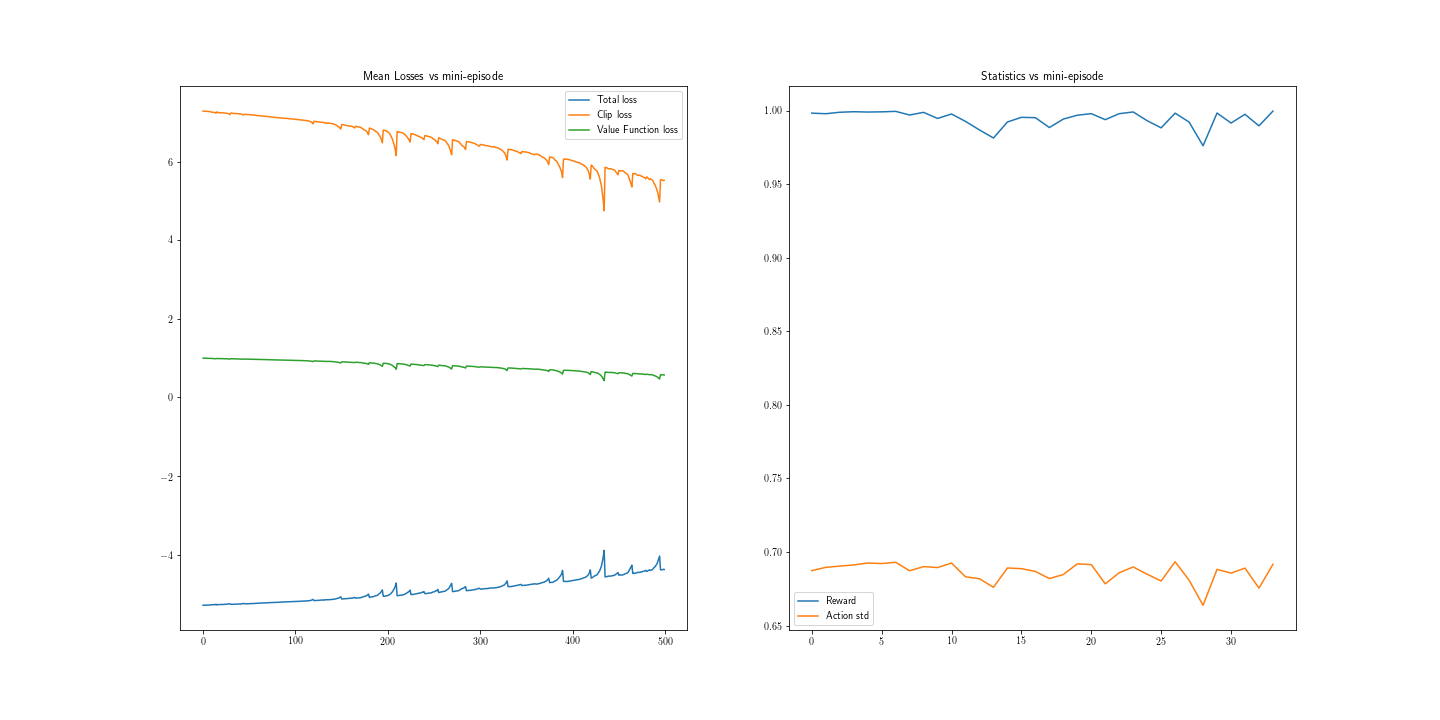 Mean Losses vs mini-episode
Total loss
Clip loss
Value Function loss
6
4
2
0
−2
−4
0 100 200 300 400 500
Statistics vs mini-episode
1.00
0.95
0.90
0.85
0.80
0.75
0.70
0.65
Reward
Action std
0 5 10 15 20 25 30